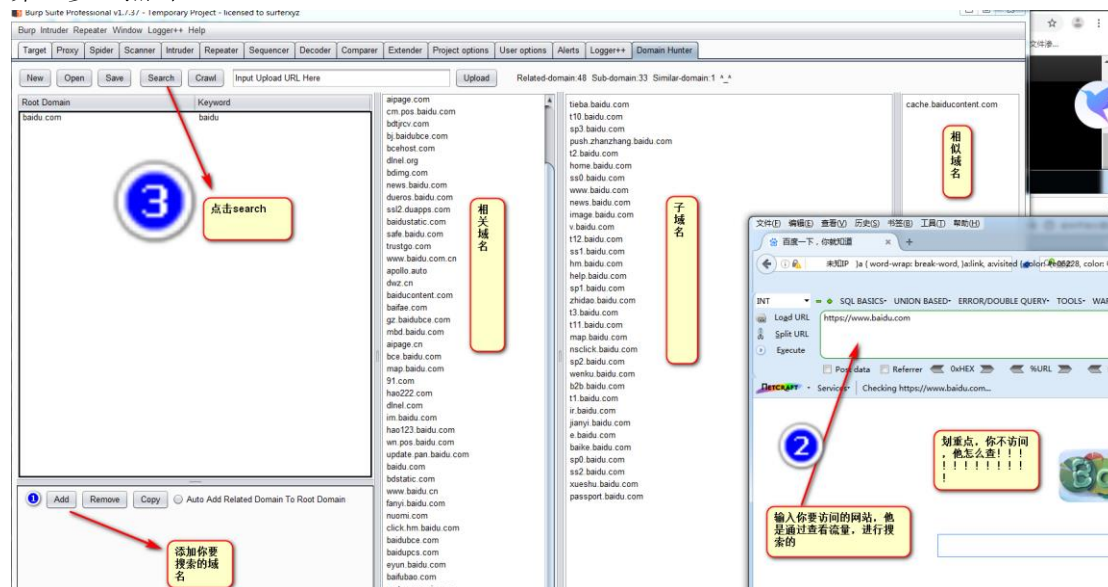 Burp Suite Professional v1.7.37 - Temporary Project - licensed to surferxyz
Burp Intruder Repeater Window Logger++ Help
Target Proxy Spider Scanner Intruder Repeater Sequencer Decoder Comparer Extender Project options User options Alerts Logger++ Domain Hunter
New Open Save Search Crawl Input Upload URL Here Upload Related-domain:48 Sub-domain:33 Similar-domain:1 ^_^
Root Domain Keyword
baidu.com baidu
3
点击search
1 Add Remove Copy Auto Add Related Domain To Root Domain
添加你要
搜索的域
名
aipage.com
cm.pos.baidu.com
bdtjrcv.com
bj.baidubce.com
bcehost.com
dlnel.org
bdimg.com
news.baidu.com
dueros.baidu.com
ssl2.duapps.com
baidustatic.com
safe.baidu.com
trustgo.com
www.baidu.com.cn
apollo.auto
dwz.cn
baiducontent.com
baifae.com
gz.baidubce.com
mbd.baidu.com
aipage.cn
bce.baidu.com
map.baidu.com
91.com
hao222.com
dlnel.com
im.baidu.com
hao123.baidu.com
wn.pos.baidu.com
update.pan.baidu.com
baidu.com
bdstatic.com
www.baidu.cn
fanyi.baidu.com
nuomi.com
click.hm.baidu.com
baidubce.com
baidupcs.com
eyun.baidu.com
baifubao.com
相
关
域
名
tieba.baidu.com
t10.baidu.com
sp3.baidu.com
push.zhanzhang.baidu.com
t2.baidu.com
home.baidu.com
ss0.baidu.com
www.baidu.com
news.baidu.com
image.baidu.com
v.baidu.com
t12.baidu.com
ss1.baidu.com
hm.baidu.com
help.baidu.com
sp1.baidu.com
zhidao.baidu.com
t3.baidu.com
t11.baidu.com
map.baidu.com
nsclick.baidu.com
sp2.baidu.com
wenku.baidu.com
b2b.baidu.com
t1.baidu.com
ir.baidu.com
jianyi.baidu.com
e.baidu.com
baike.baidu.com
sp0.baidu.com
ss2.baidu.com
xueshu.baidu.com
passport.baidu.com
子
域
名
cache.baiducontent.com
相
似
域
名
文件(F) 编辑(E) 查看(V) 历史(S) 书签(B) 工具(T) 帮助(H)
百度一下，你就知道 × +
未知IP }a { word-wrap: break-word, }a:link, a:visited {
INT SQL BASICS UNION BASED ERROR/DOUBLE QUERY TOOLS
Load URL https://www.baidu.com
Split URL
Execute
Post data Referrer 0xHEX %URL
NETCRAFT Services Checking https://www.baidu.com...
2
划重点，你不访问
，他怎么查！！！
！！！！！！！！
！
输入你要访问的网站，他
是通过查看流量，进行搜
索的